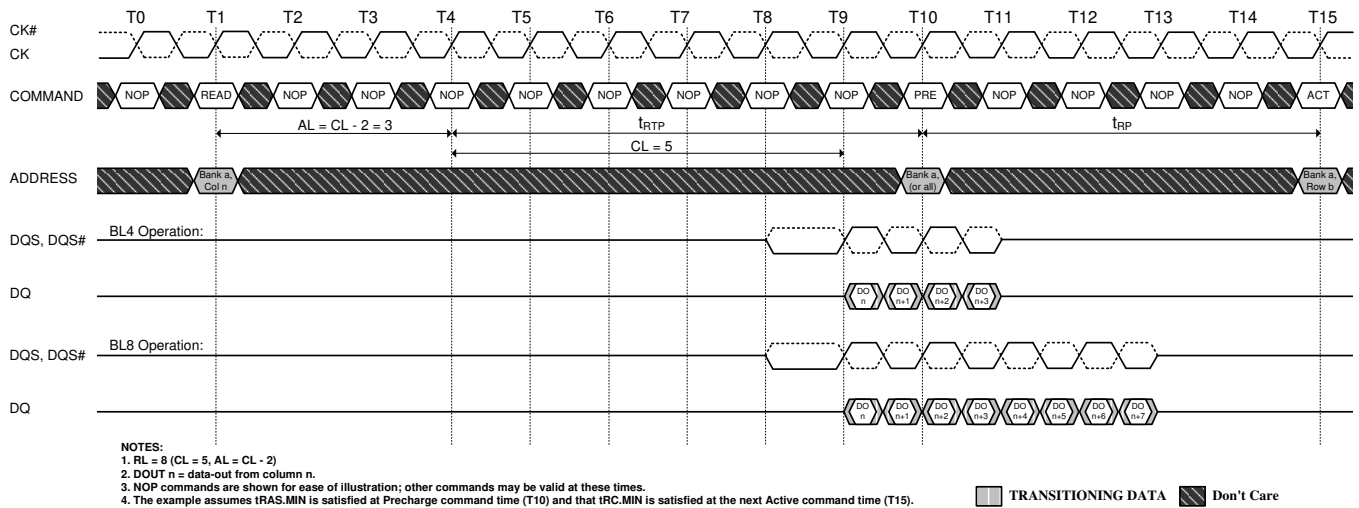 T0 T1 T2 T3 T4 T5 T6 T7 T8 T9 T10 T11 T12 T13 T14 T15
CK#
CK
COMMAND NOP READ NOP NOP NOP NOP NOP NOP NOP NOP PRE NOP NOP NOP NOP ACT
AL = CL - 2 = 3 tRTP tRP
CL = 5
ADDRESS Bank a, Col n Bank a, (or all) Bank a, Row b
BL4 Operation:
DQS, DQS#
DQ DO n DO n+1 DO n+2 DO n+3
BL8 Operation:
DQS, DQS#
DQ DO n DO n+1 DO n+2 DO n+3 DO n+4 DO n+5 DO n+6 DO n+7
NOTES:
1. RL = 8 (CL = 5, AL = CL - 2)
2. DOUT n = data-out from column n.
3. NOP commands are shown for ease of illustration; other commands may be valid at these times.
4. The example assumes tRAS.MIN is satisfied at Precharge command time (T10) and that tRC.MIN is satisfied at the next Active command time (T15).
TRANSITIONING DATA Don't Care